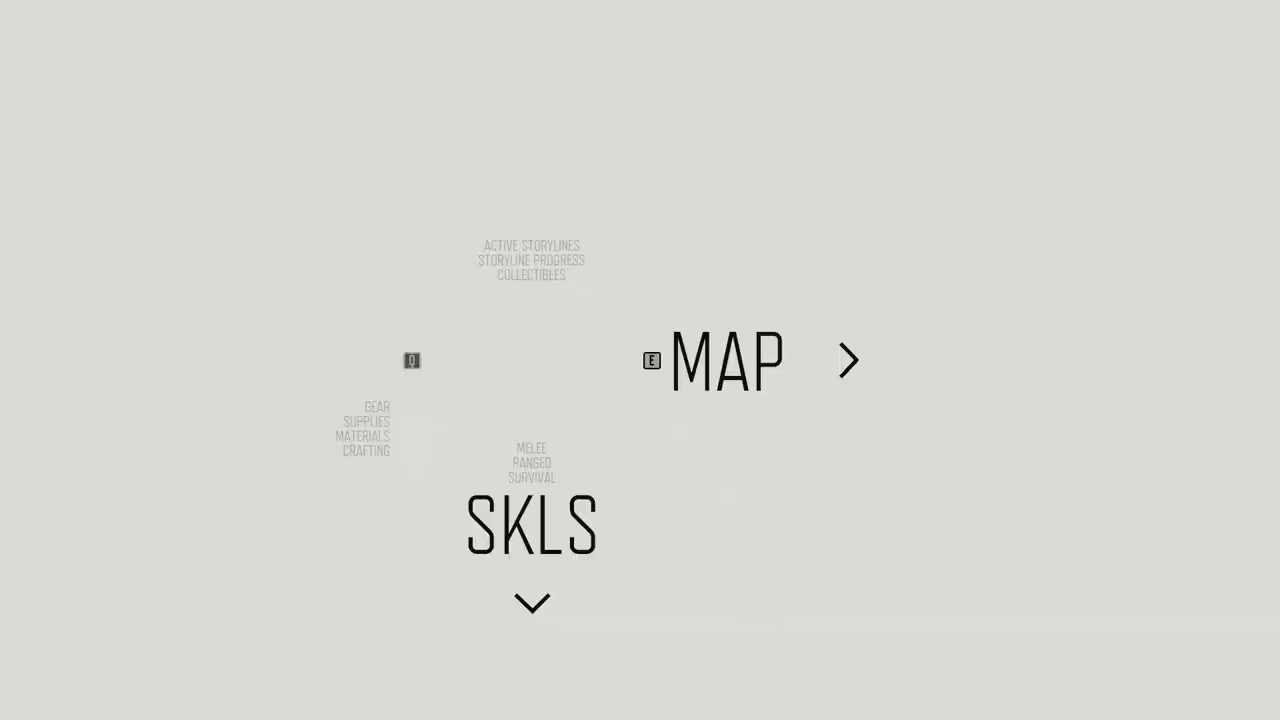 ACTIVE STORYLINES
STORYLINE PROGRESS
COLLECTIBLES
Q
E
MAP
GEAR
SUPPLIES
MATERIALS
CRAFTING
MELEE
RANGED
SURVIVAL
SKLS